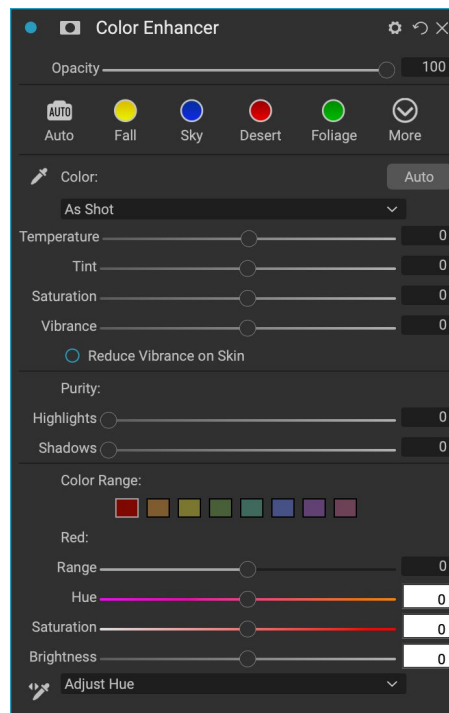 Color Enhancer
Opacity 100
AUTO
Auto Fall Sky Desert Foliage More
Color: Auto
As Shot
Temperature 0
Tint 0
Saturation 0
Vibrance 0
Reduce Vibrance on Skin
Purity:
Highlights 0
Shadows 0
Color Range:
Red:
Range 0
Hue 0
Saturation 0
Brightness 0
Adjust Hue